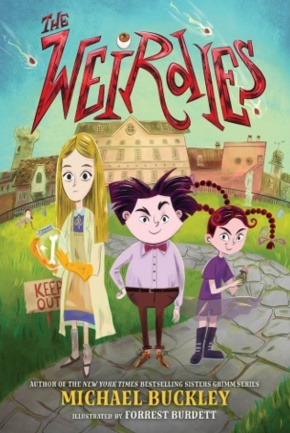 THE
WEIRDIES
KEEP
OUT
AUTHOR OF THE NEW YORK TIMES BESTSELLING SISTERS GRIMM SERIES
MICHAEL BUCKLEY
ILLUSTRATED BY FORREST BURDETT